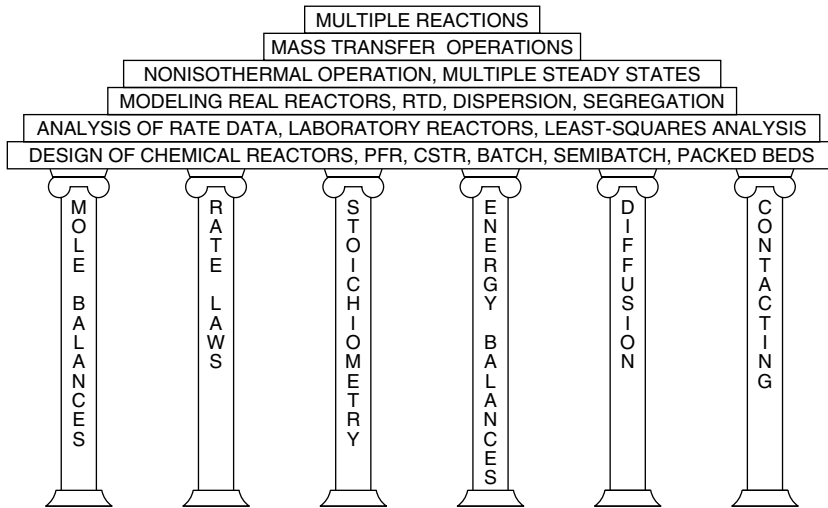 MULTIPLE REACTIONS
MASS TRANSFER OPERATIONS
NONISOTHERMAL OPERATION, MULTIPLE STEADY STATES
MODELING REAL REACTORS, RTD, DISPERSION, SEGREGATION
ANALYSIS OF RATE DATA, LABORATORY REACTORS, LEAST-SQUARES ANALYSIS
DESIGN OF CHEMICAL REACTORS, PFR, CSTR, BATCH, SEMIBATCH, PACKED BEDS
MOLE BALANCES
RATE LAWS
STOICHIOMETRY
ENERGY BALANCES
DIFFUSION
CONTACTING